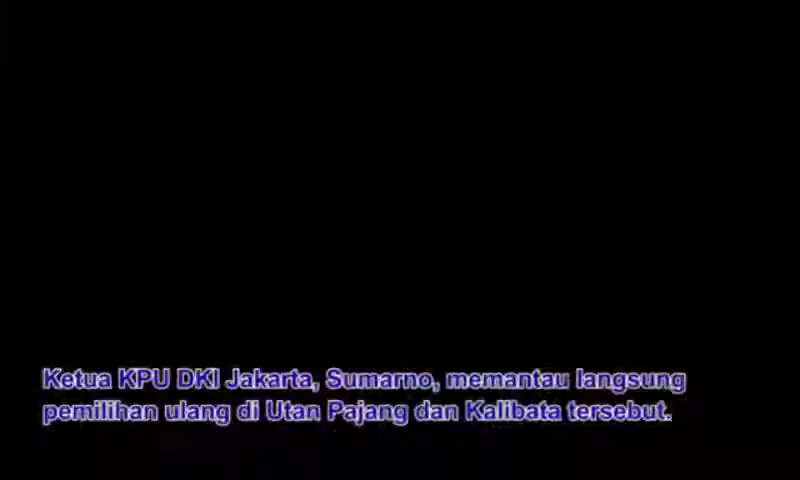 Ketua KPU DKI Jakarta, Sumarno, memantau langsung
pemilihan ulang di Utan Pajang dan Kalibata tersebut.